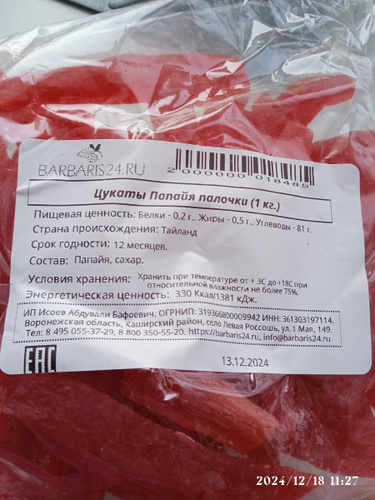 BARBARIS24.RU
2 000000 018485
Цукаты Папайя палочки (1 кг.)
Пищевая ценность: Белки - 0,2 г., Жиры - 0,5 г., Углеводы - 81 г.
Страна происхождения: Тайланд
Срок годности: 12 месяцев.
Состав: Папайя, сахар.
Условия хранения: Хранить при температуре от + 3С до +18С при
относительной влажности не более 75%.
Энергетическая ценность: 330 Ккал/1381 кДж.
ИП Исоев Абдували Бафоевич, ОГРНИП: 319366800009942 ИНН: 361303197114,
Воронежская область, Каширский район, село Левая Россошь, ул.1 Мая, 149.
Тел: 8 495 055-37-29, 8 800 350-55-20. https://barbaris24.ru, info@barbaris24.ru
EAC
13.12.2024
2024/12/18 11:27